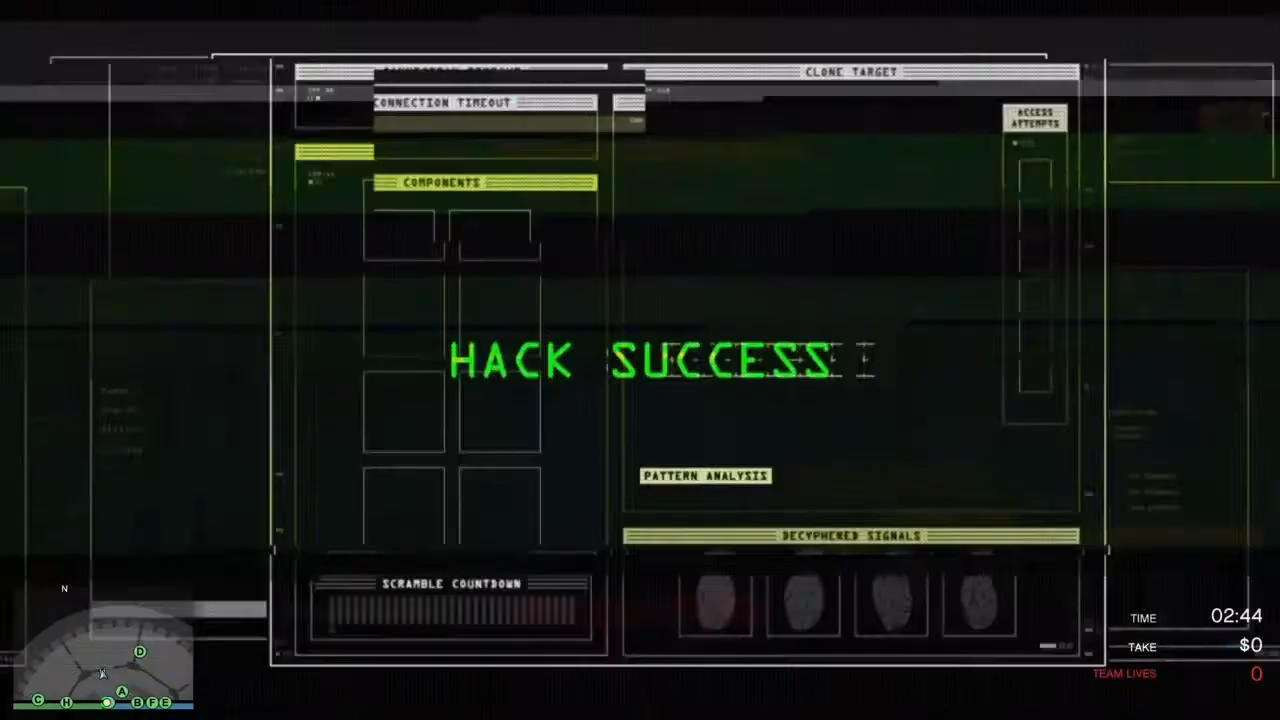 CLONE TARGET
CONNECTION TIMEOUT
ACCESS
ATTEMPTS
COMPONENTS
HACK SUCCESS
PATTERN ANALYSIS
DECYPHERED SIGNALS
SCRAMBLE COUNTDOWN
N
D
A
C H B F E
TIME 02:44
TAKE $0
TEAM LIVES 0